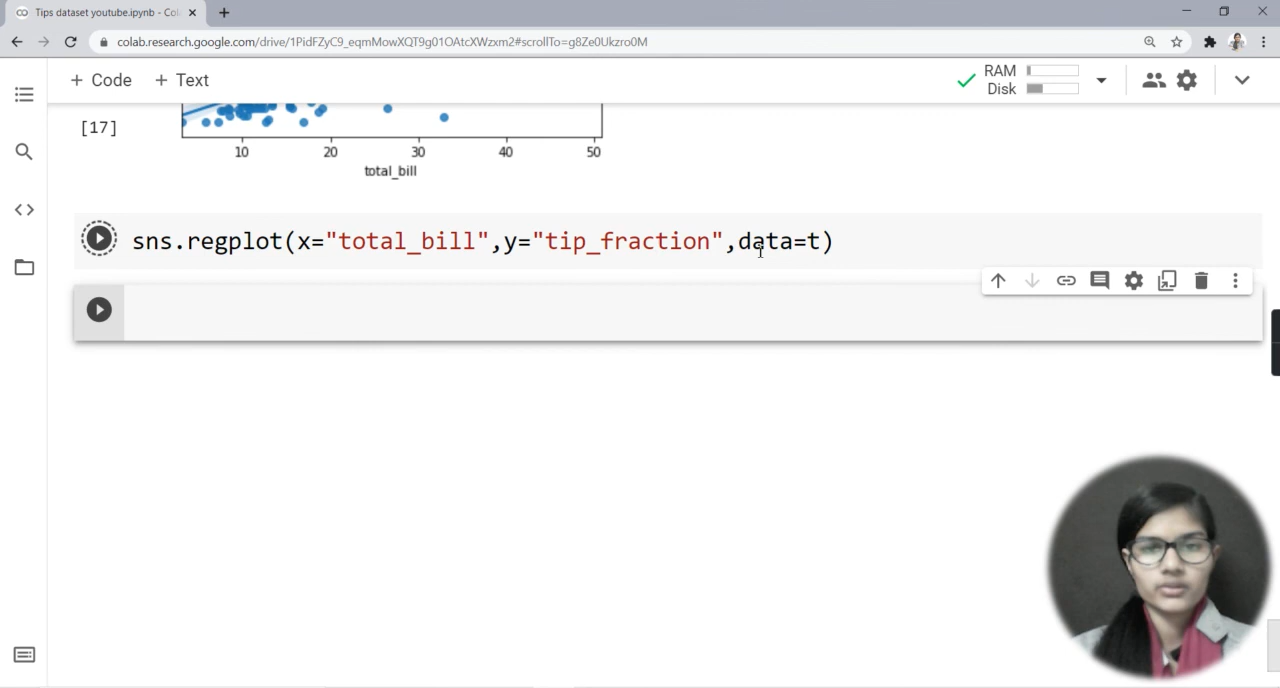 Tips dataset youtube.ipynb - Col
colab.research.google.com/drive/1PidFZyC9_eqmMowXQT9g01OAtcXWzxm2#scrollTo=g8Ze0Ukzro0M
+ Code + Text
RAM
Disk
[17]
10 20 30 40 50
total_bill
sns.regplot(x="total_bill",y="tip_fraction",data=t)